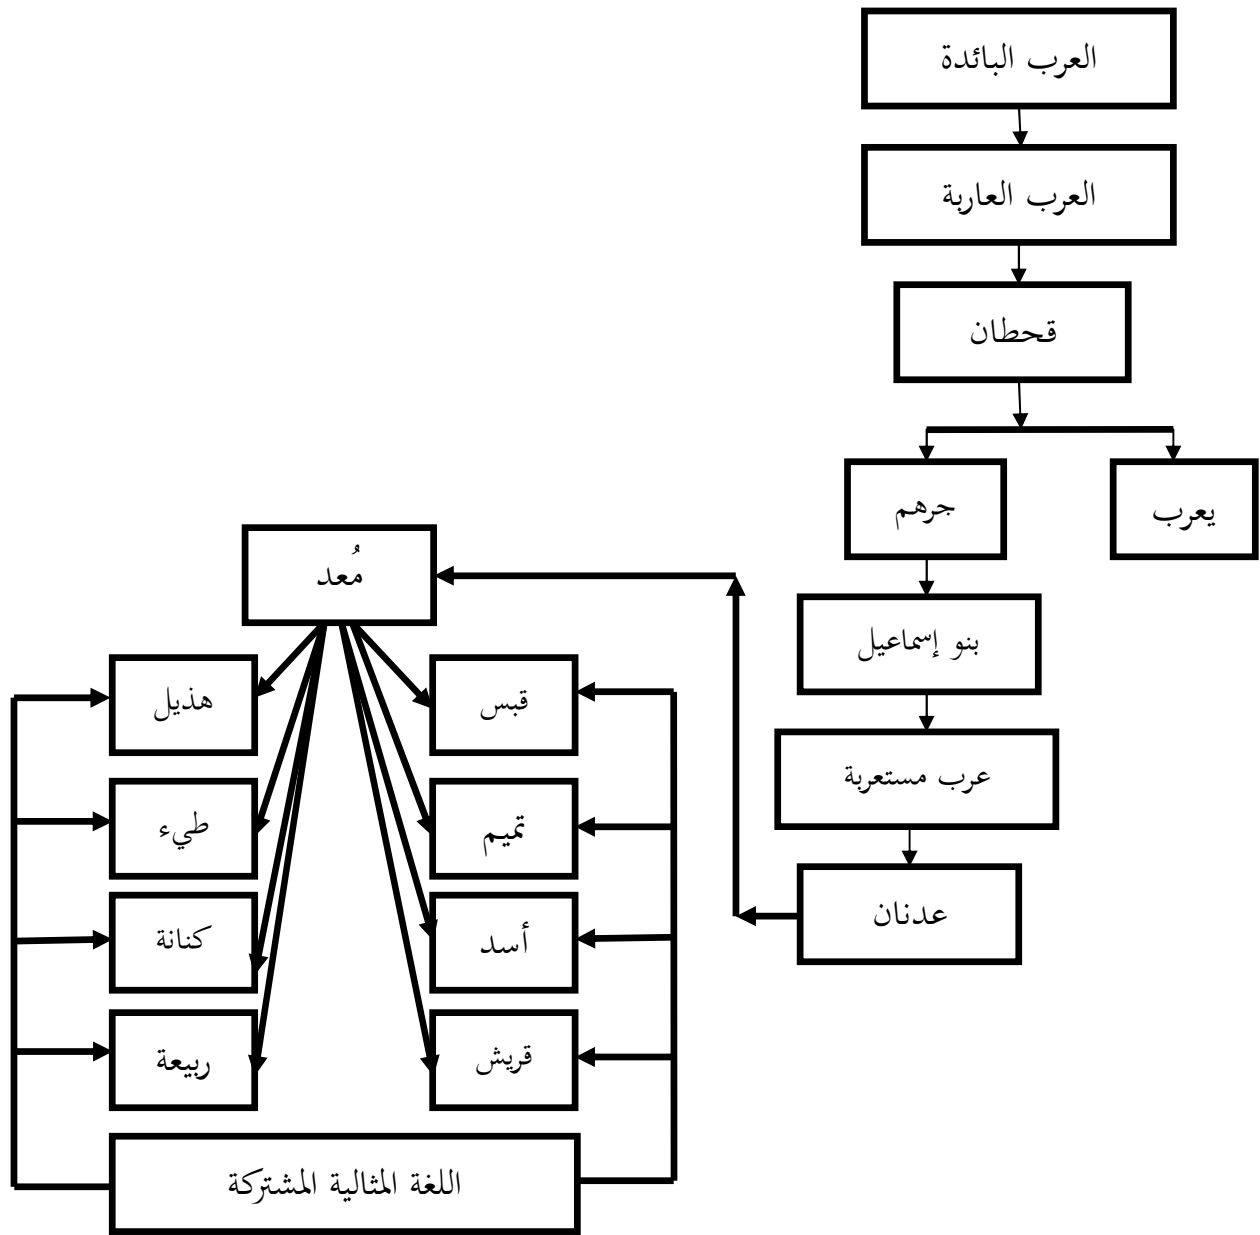 العرب البائدة
العرب العاربة
قحطان
يعرب
جرهم
بنو إسماعيل
عرب مستعربة
عدنان
مُعد
قبس
هذيل
تميم
طيء
أسد
كنانة
قريش
ربيعة
اللغة المثالية المشتركة